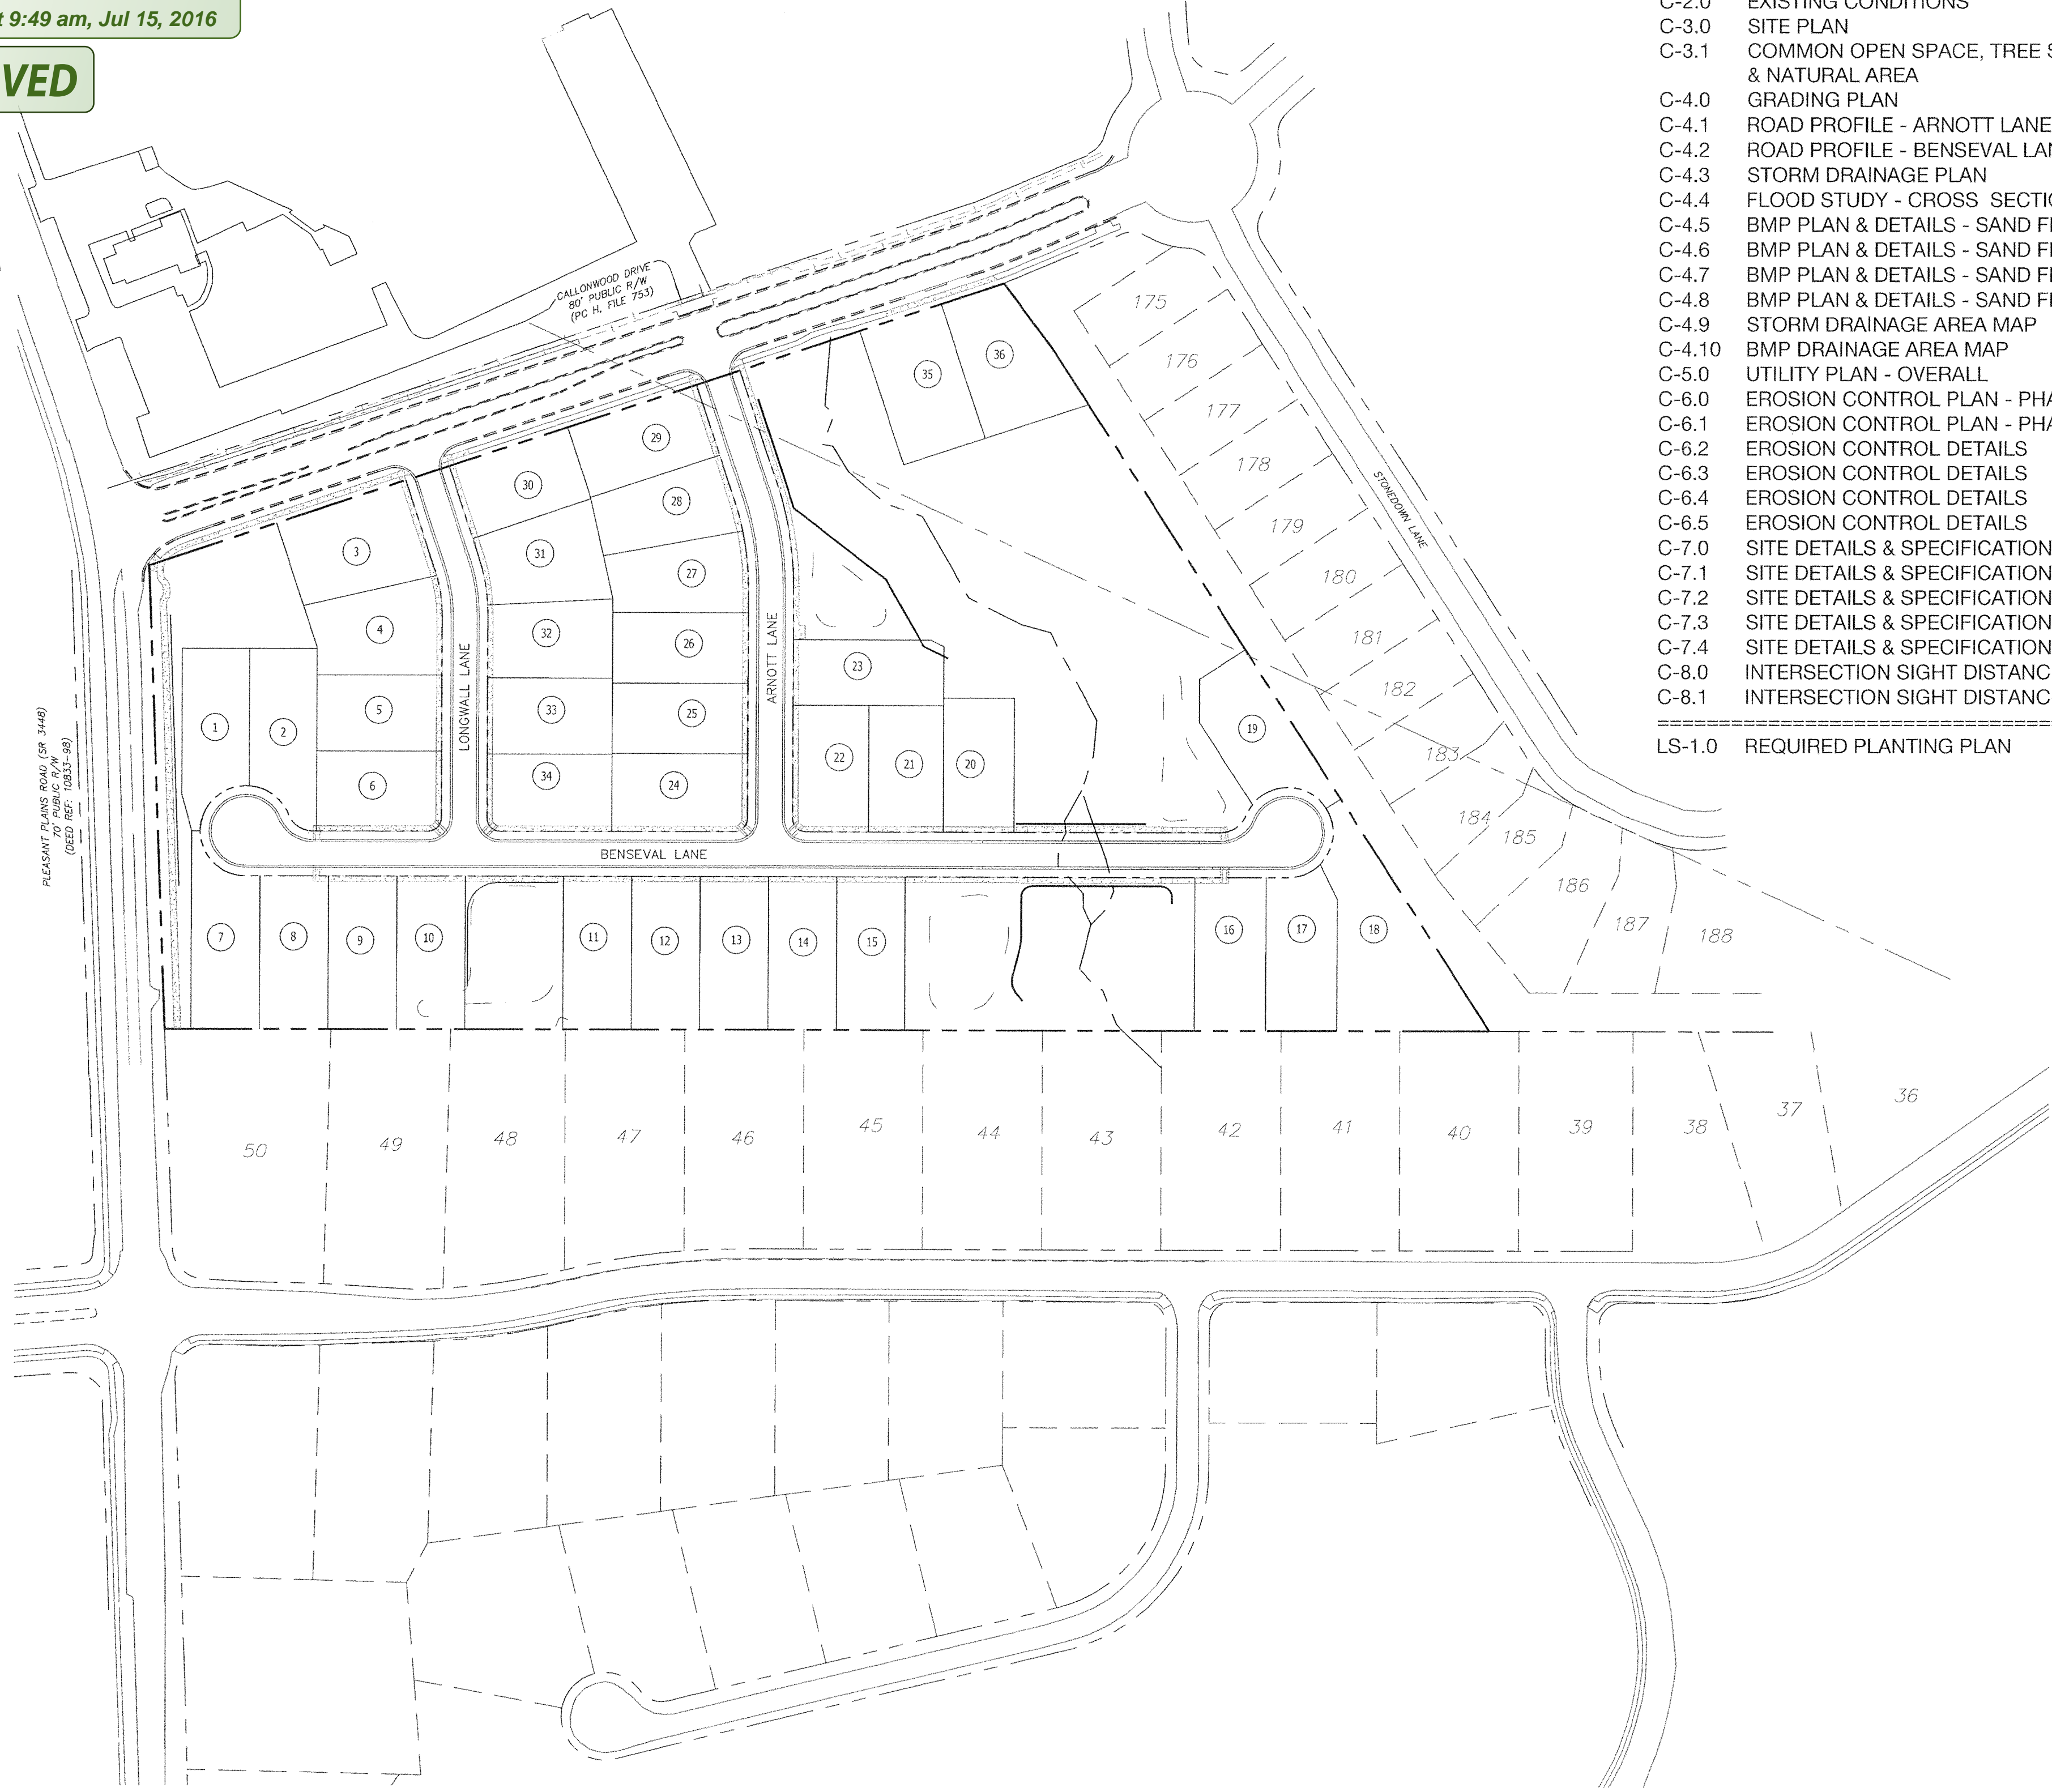 t 9:49 am, Jul 15, 2016
VED
C-2.0 EXISTING CONDITIONS
C-3.0 SITE PLAN
C-3.1 COMMON OPEN SPACE, TREE S
& NATURAL AREA
C-4.0 GRADING PLAN
C-4.1 ROAD PROFILE - ARNOTT LANE
C-4.2 ROAD PROFILE - BENSEVAL LAN
C-4.3 STORM DRAINAGE PLAN
C-4.4 FLOOD STUDY - CROSS SECTIO
C-4.5 BMP PLAN & DETAILS - SAND FI
C-4.6 BMP PLAN & DETAILS - SAND FI
C-4.7 BMP PLAN & DETAILS - SAND FI
C-4.8 BMP PLAN & DETAILS - SAND FI
C-4.9 STORM DRAINAGE AREA MAP
C-4.10 BMP DRAINAGE AREA MAP
C-5.0 UTILITY PLAN - OVERALL
C-6.0 EROSION CONTROL PLAN - PHA
C-6.1 EROSION CONTROL PLAN - PHA
C-6.2 EROSION CONTROL DETAILS
C-6.3 EROSION CONTROL DETAILS
C-6.4 EROSION CONTROL DETAILS
C-6.5 EROSION CONTROL DETAILS
C-7.0 SITE DETAILS & SPECIFICATION
C-7.1 SITE DETAILS & SPECIFICATION
C-7.2 SITE DETAILS & SPECIFICATION
C-7.3 SITE DETAILS & SPECIFICATION
C-7.4 SITE DETAILS & SPECIFICATION
C-8.0 INTERSECTION SIGHT DISTANC
C-8.1 INTERSECTION SIGHT DISTANC
LS-1.0 REQUIRED PLANTING PLAN
CALLONWOOD DRIVE
80' PUBLIC R/W
(PC H, FILE 753)
175
176
177
178
179
180
181
182
183
184
185
186
187
188
STONEDOWN LANE
35
36
29
30
28
31
27
32
26
33
25
34
24
3
4
5
6
1
2
LONGWALL LANE
ARNOTT LANE
23
22
21
20
19
PLEASANT PLAINS ROAD (SR 3448)
70' PUBLIC R/W
(DEED REF: 10833-98)
BENSEVAL LANE
7
8
9
10
11
12
13
14
15
16
17
18
50
49
48
47
46
45
44
43
42
41
40
39
38
37
36